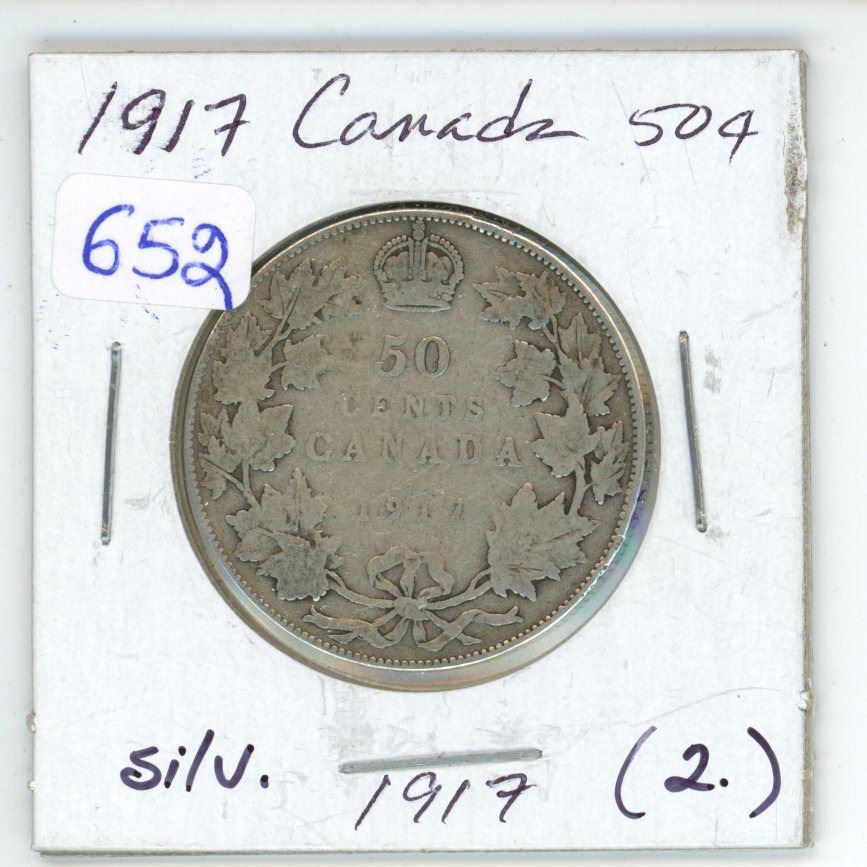 1917 Canada 50¢
652
50
CENTS
CANADA
1917
silv.
1917
(2.)